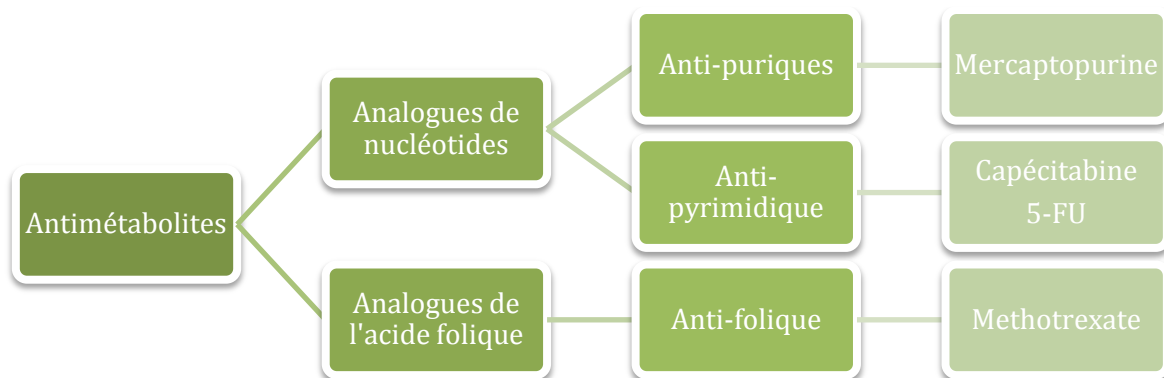 Antimétabolites
Analogues de
nucléotides
Anti-puriques
Mercaptopurine
Anti-
pyrimidique
Capécitabine
5-FU
Analogues de
l'acide folique
Anti-folique
Methotrexate